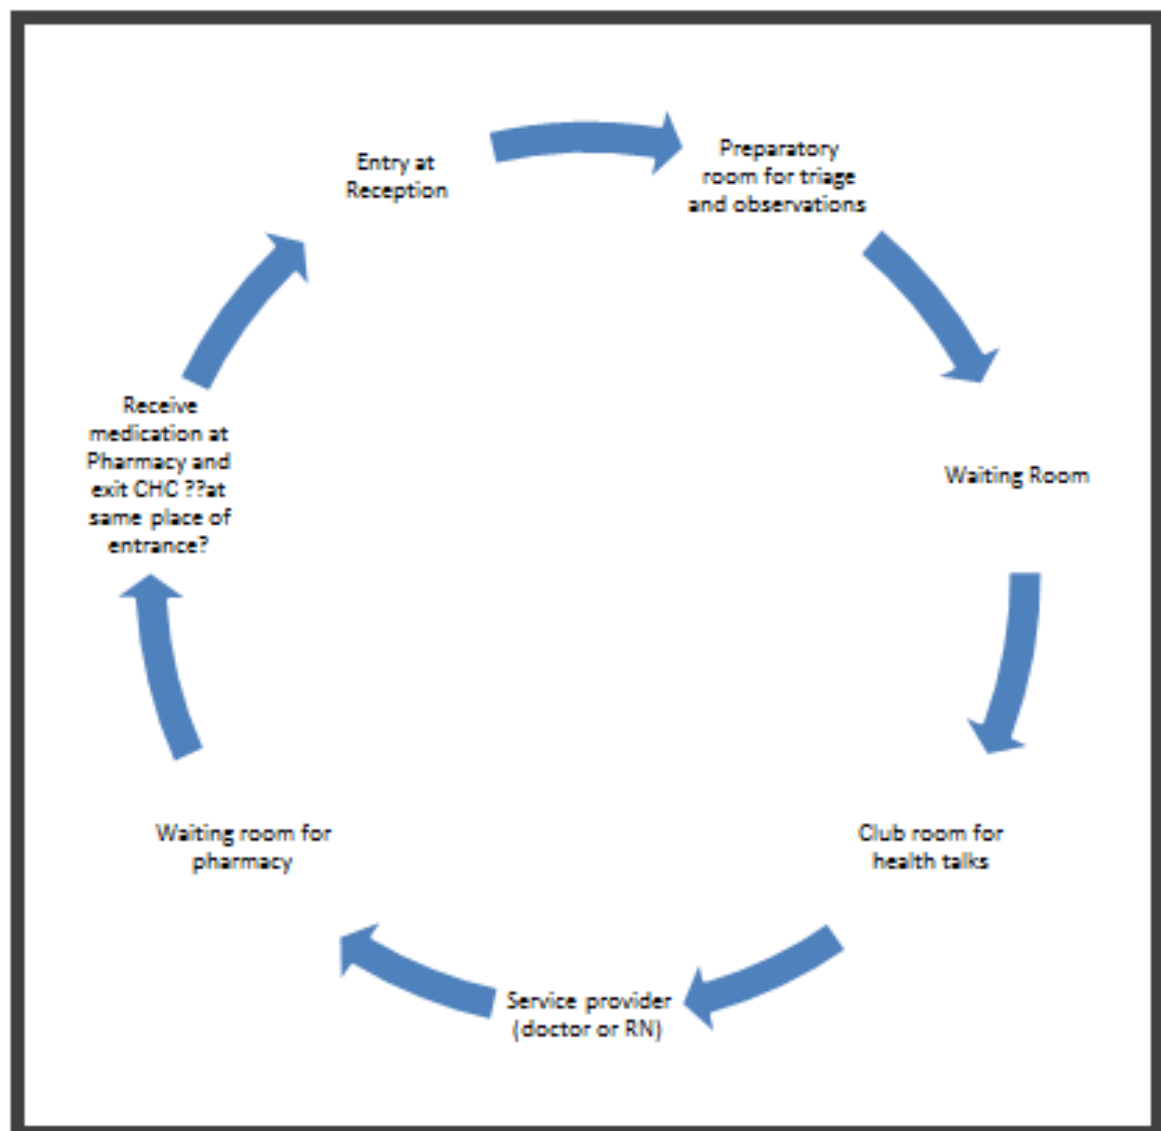 Entry at
Reception
Preparatory
room for triage
and observations
Waiting Room
Club room for
health talks
Service provider
(doctor or RN)
Waiting room for
pharmacy
Receive
medication at
Pharmacy and
exit CHC ??at
same place of
entrance?